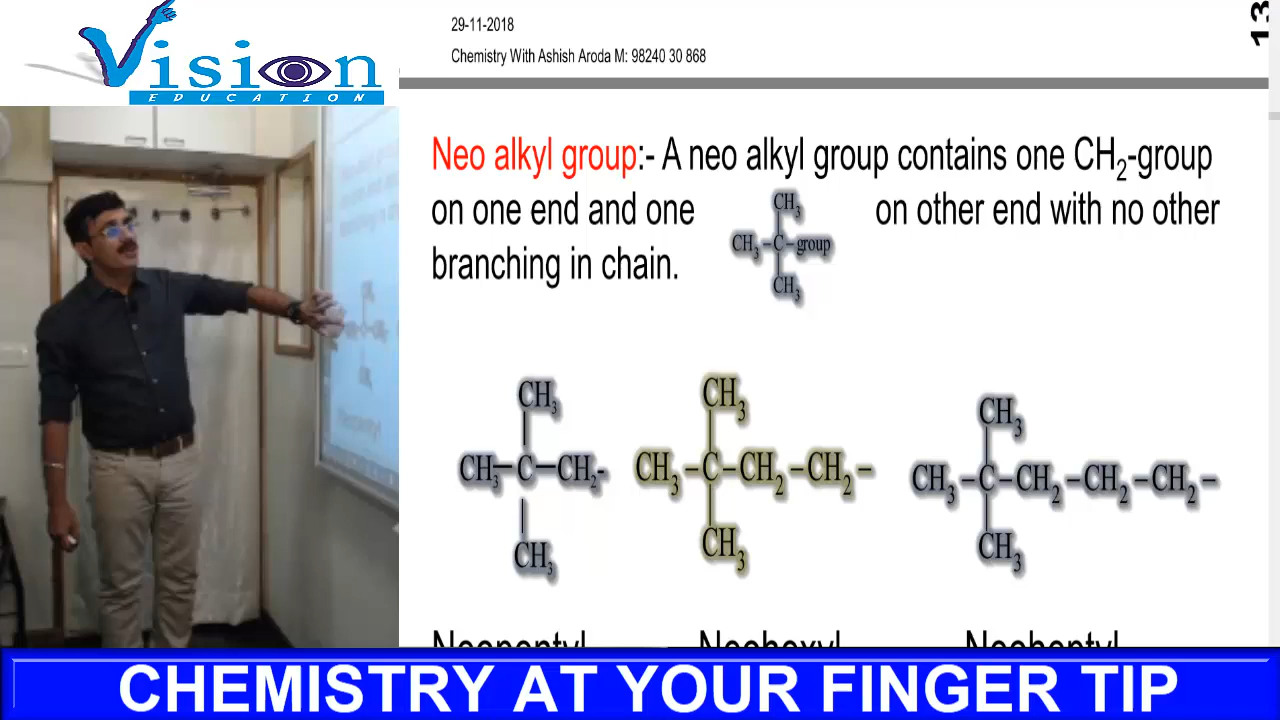 Vision
EDUCATION
29-11-2018
Chemistry With Ashish Aroda M: 98240 30 868
13
Neo alkyl group:- A neo alkyl group contains one CH₂-group
on one end and one CH₃ on other end with no other
CH₃-C-group
CH₃
branching in chain.
CH₃ CH₃ CH₃
CH₃-C-CH₂- CH₃-C-CH₂-CH₂- CH₃-C-CH₂-CH₂-CH₂-
CH₃ CH₃ CH₃
Neopentyl Neohexyl Neoheptyl
CHEMISTRY AT YOUR FINGER TIP